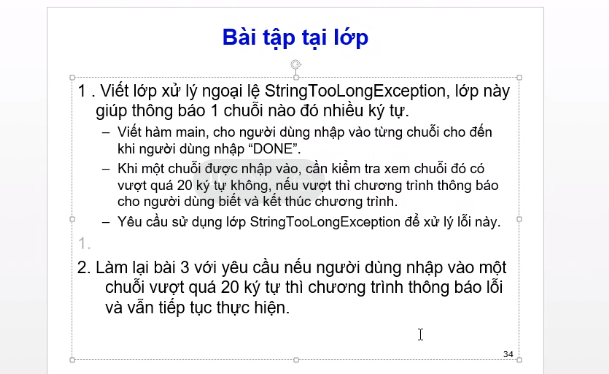 Bài tập tại lớp
1 . Viết lớp xử lý ngoại lệ StringTooLongException, lớp này
giúp thông báo 1 chuỗi nào đó nhiều ký tự.
– Viết hàm main, cho người dùng nhập vào từng chuỗi cho đến
khi người dùng nhập “DONE”.
– Khi một chuỗi được nhập vào, cần kiểm tra xem chuỗi đó có
vượt quá 20 ký tự không, nếu vượt thì chương trình thông báo
cho người dùng biết và kết thúc chương trình.
– Yêu cầu sử dụng lớp StringTooLongException để xử lý lỗi này.
1.
2. Làm lại bài 3 với yêu cầu nếu người dùng nhập vào một
chuỗi vượt quá 20 ký tự thì chương trình thông báo lỗi
và vẫn tiếp tục thực hiện.
34